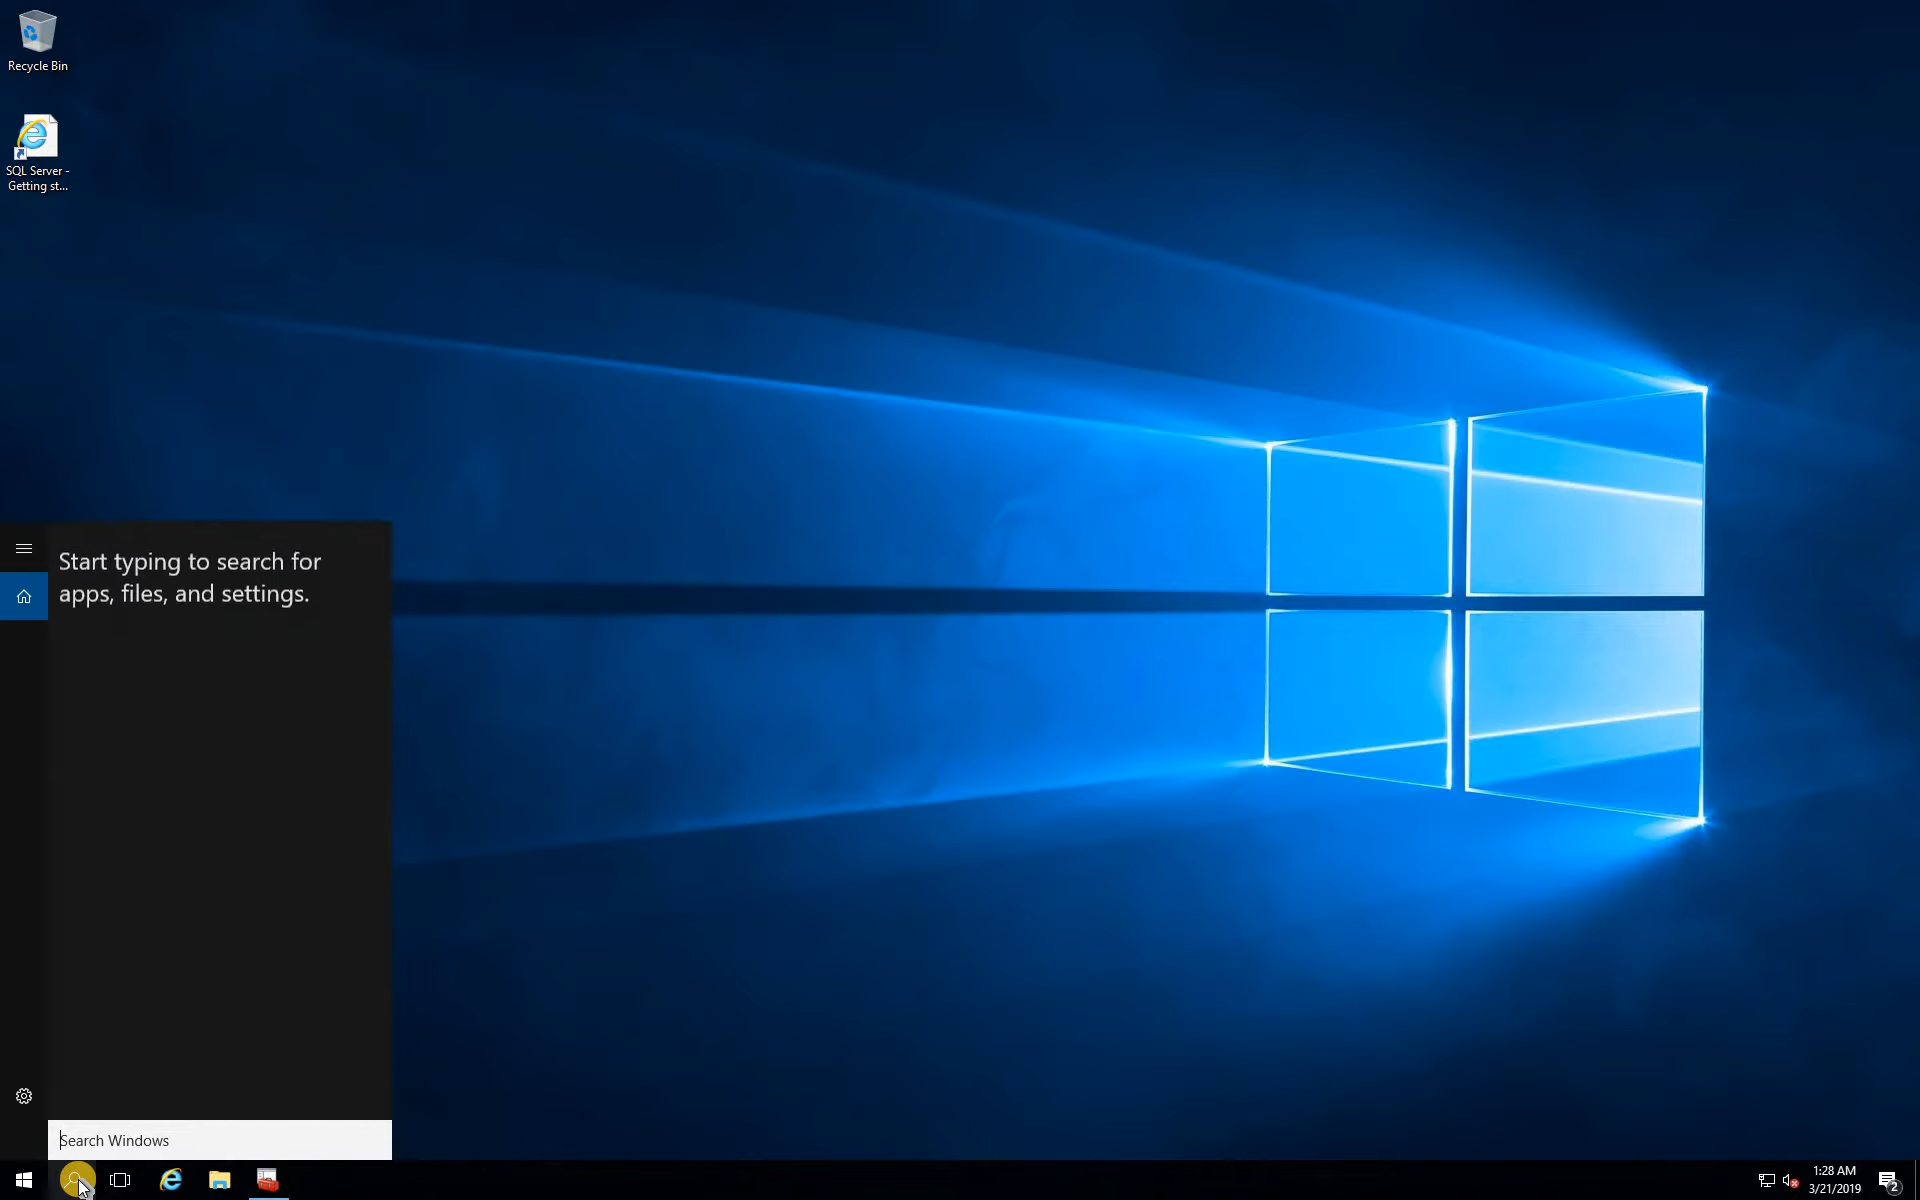 Recycle Bin
SQL Server -
Getting st...
Start typing to search for
apps, files, and settings.
Search Windows
1:28 AM
3/21/2019
2